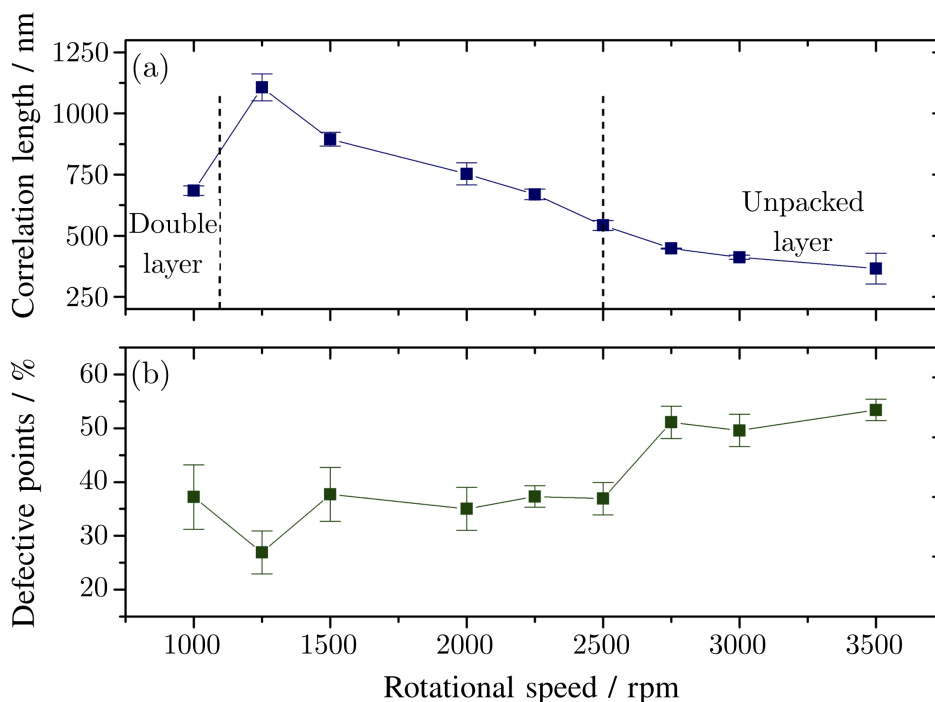 Correlation length / nm
1250
1000
750
500
250
(a)
Double
layer
Unpacked
layer
Defective points / %
60
50
40
30
20
(b)
1000 1500 2000 2500 3000 3500
Rotational speed / rpm